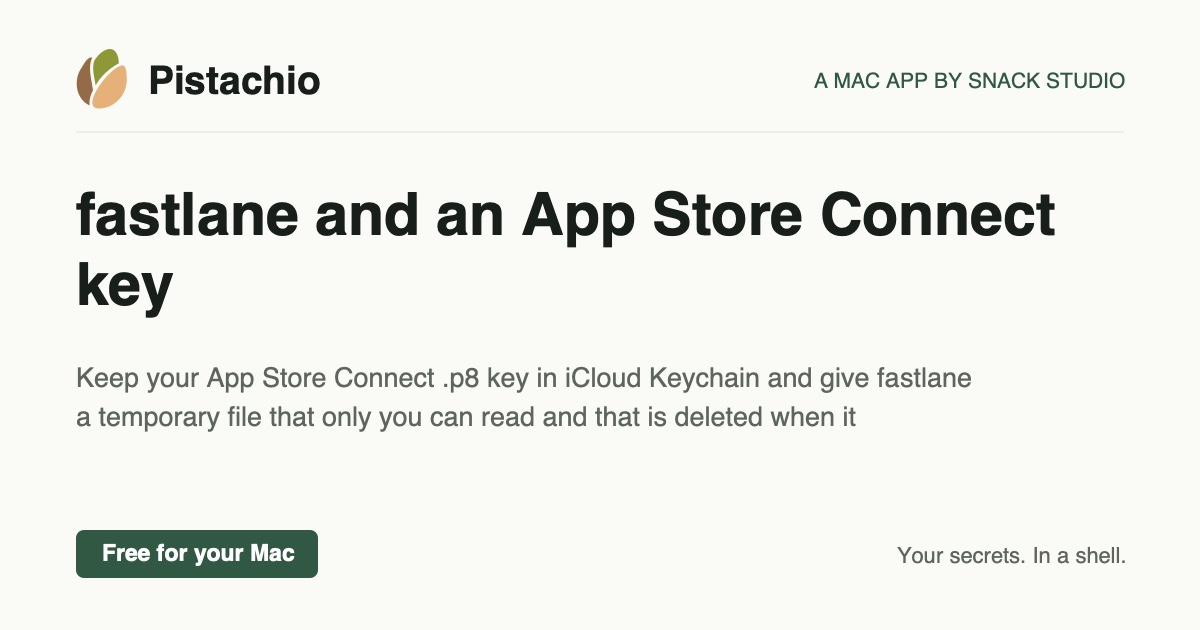 Pistachio
A MAC APP BY SNACK STUDIO
fastlane and an App Store Connect
key
Keep your App Store Connect .p8 key in iCloud Keychain and give fastlane
a temporary file that only you can read and that is deleted when it
Free for your Mac
Your secrets. In a shell.